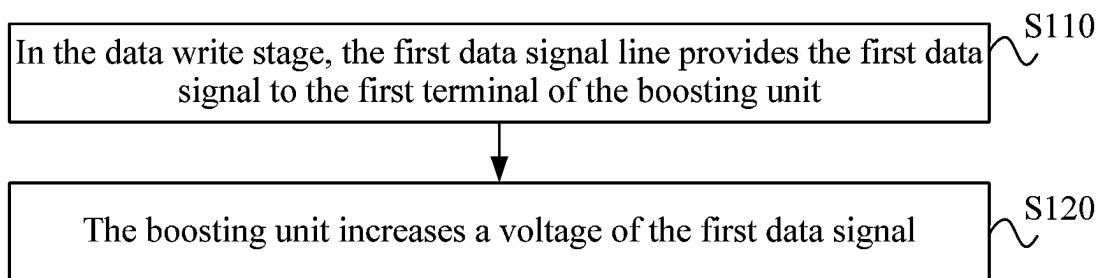 S110
In the data write stage, the first data signal line provides the first data
signal to the first terminal of the boosting unit
S120
The boosting unit increases a voltage of the first data signal